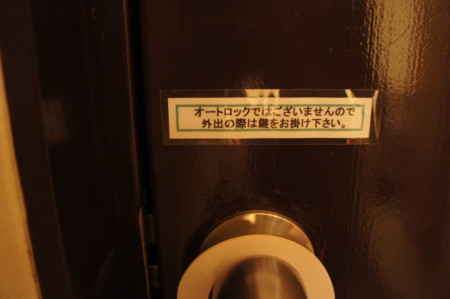 オートロックではございませんので
外出の際は鍵をお掛け下さい。